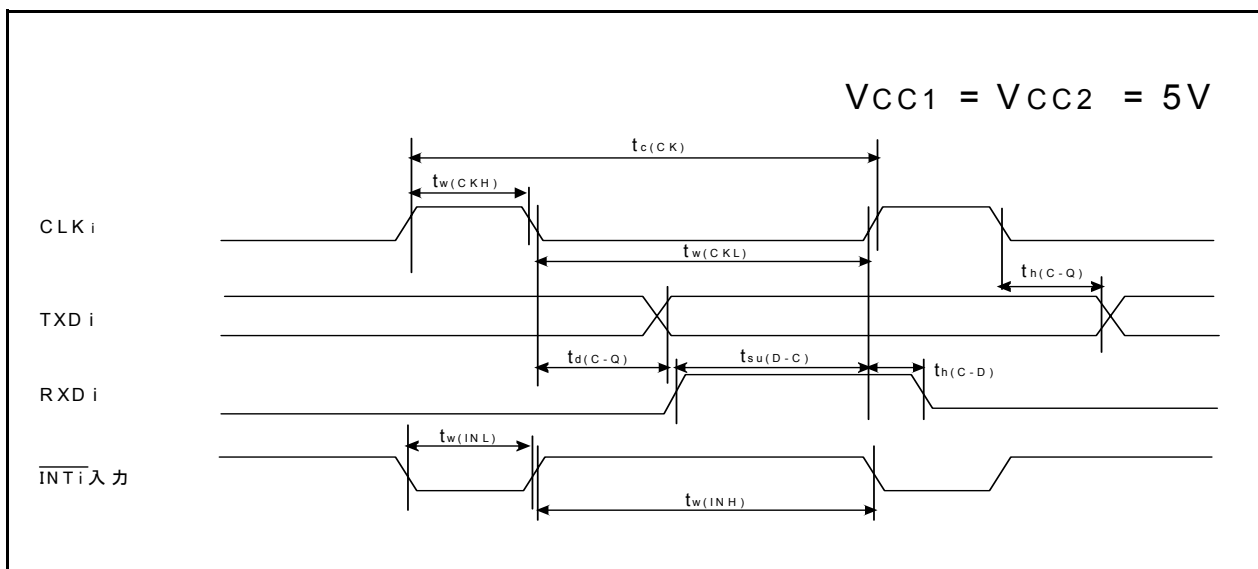 VCC1 = VCC2 = 5V
tc(CK)
tw(CKH)
CLKi
tw(CKL)
th(C-Q)
TXDi
td(C-Q)
tsu(D-C)
th(C-D)
RXDi
tw(INL)
INTi入力
tw(INH)